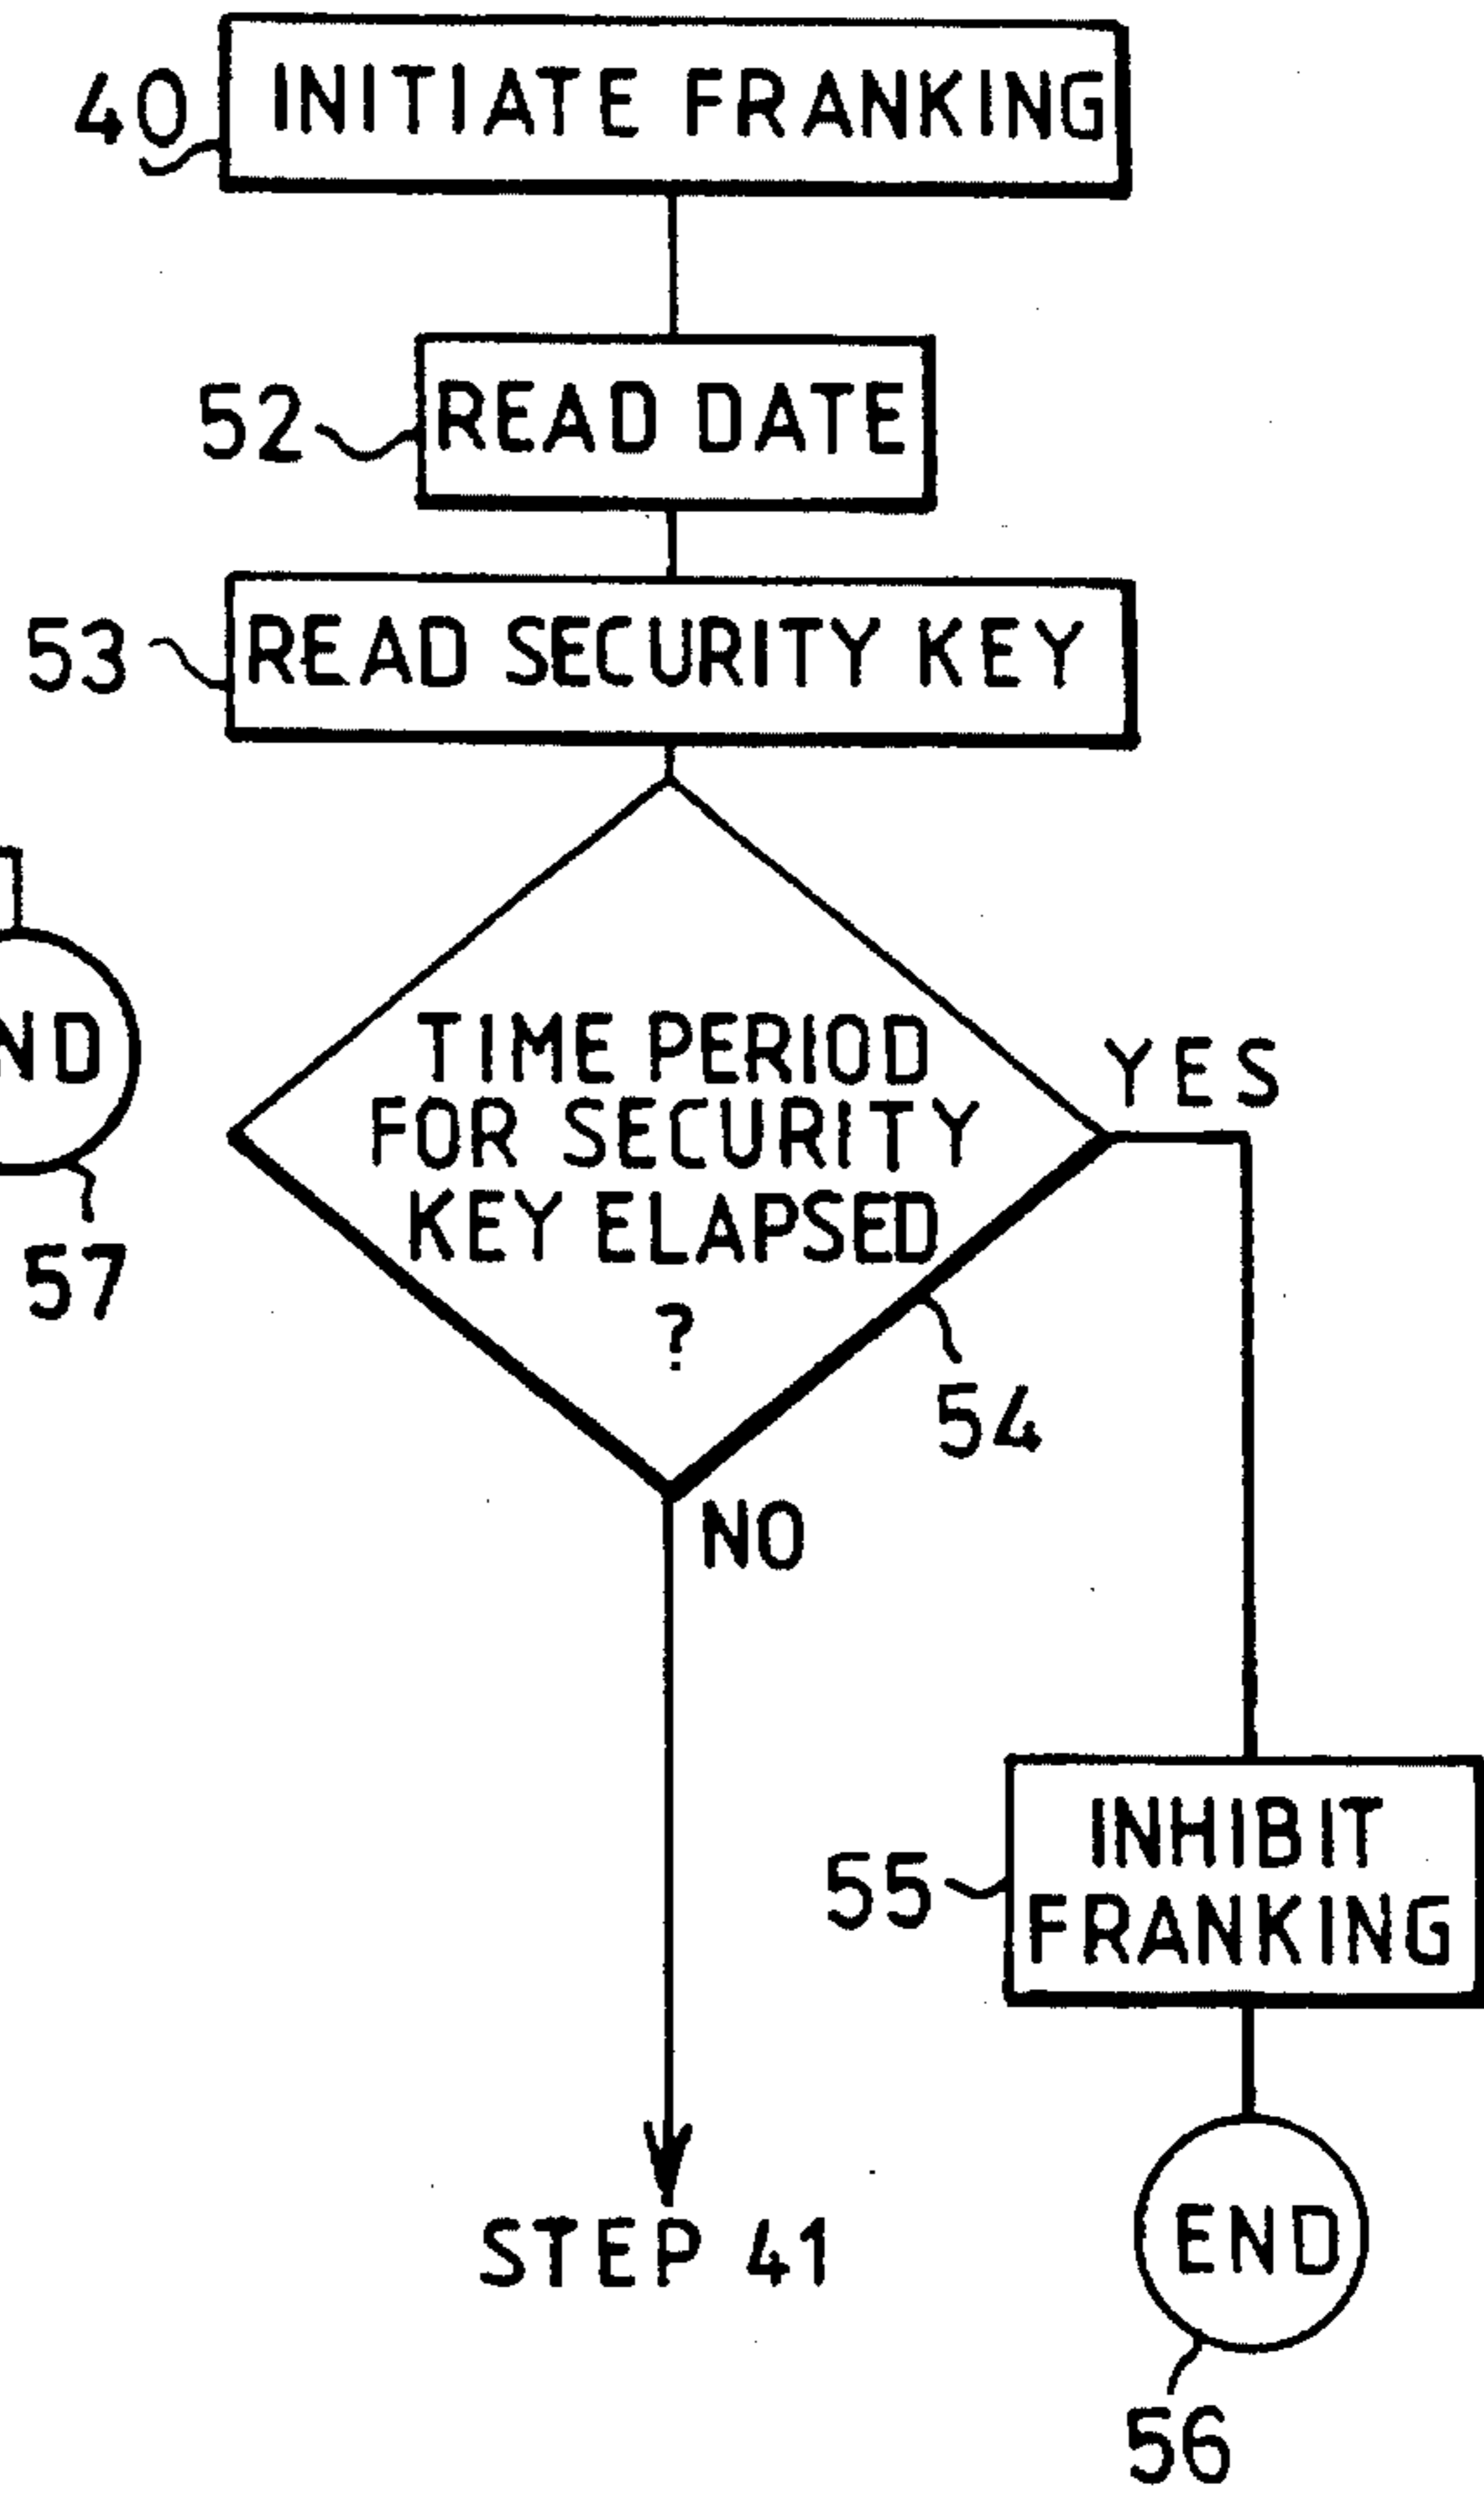 40
INITIATE FRANKING
52
READ DATE
53
READ SECURITY KEY
TIME PERIOD
FOR SECURITY
KEY ELAPSED
?
YES
57
54
NO
INHIBIT
55
FRANKING
STEP 41
END
56